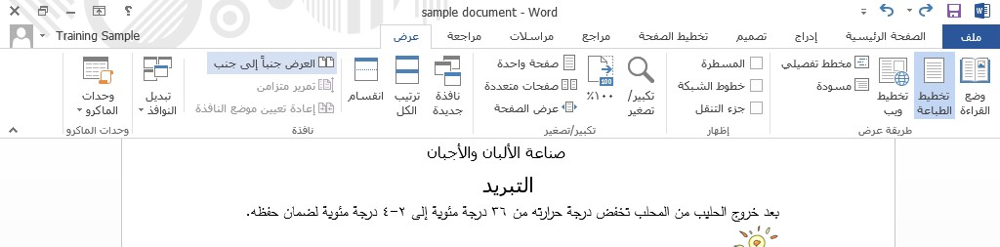 sample document - Word
Training Sample
ملف الصفحة الرئيسية إدراج تصميم تخطيط الصفحة مراجع مراسلات مراجعة عرض
وضع القراءة
تخطيط الطباعة
تخطيط ويب
مخطط تفصيلي
مسودة
طريقة عرض
المسطرة
خطوط الشبكة
جزء التنقل
إظهار
تكبير/تصغير
100
٪١٠٠
صفحة واحدة
صفحات متعددة
عرض الصفحة
تكبير/تصغير
نافذة جديدة
ترتيب الكل
انقسام
العرض جنباً إلى جنب
تمرير متزامن
إعادة تعيين موضع النافذة
تبديل النوافذ
نافذة
وحدات الماكرو
وحدات الماكرو
صناعة الألبان والأجبان
التبريد
بعد خروج الحليب من المحلب تخفض درجة حرارته من ٣٦ درجة مئوية إلى ٢-٤ درجة مئوية لضمان حفظه.